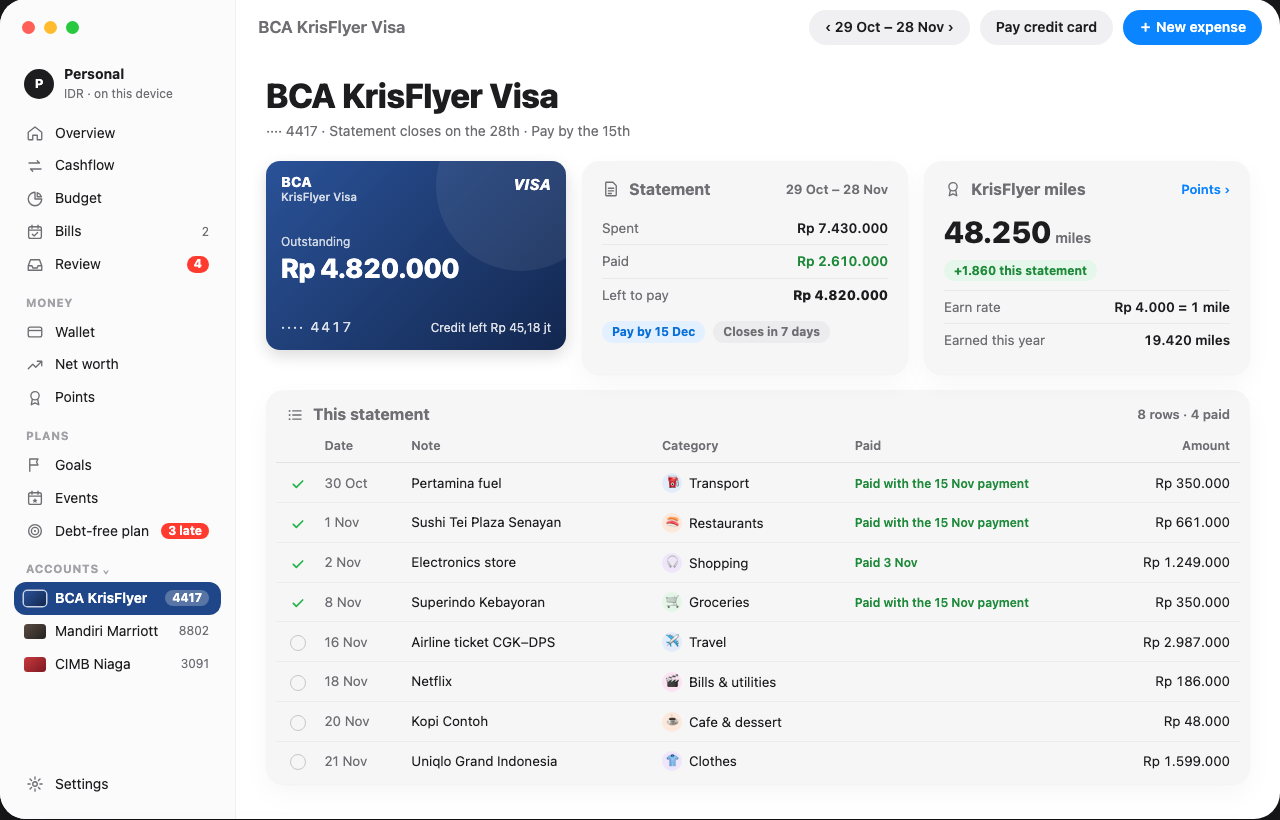 BCA KrisFlyer Visa
‹ 29 Oct – 28 Nov ›
Pay credit card
+ New expense
P
Personal
IDR · on this device
Overview
Cashflow
Budget
Bills 2
Review 4
MONEY
Wallet
Net worth
Points
PLANS
Goals
Events
Debt-free plan 3 late
ACCOUNTS ⌄
BCA KrisFlyer 4417
Mandiri Marriott 8802
CIMB Niaga 3091
Settings
BCA KrisFlyer Visa
···· 4417 · Statement closes on the 28th · Pay by the 15th
BCA VISA
KrisFlyer Visa
Outstanding
Rp 4.820.000
···· 4417 Credit left Rp 45,18 jt
Statement 29 Oct – 28 Nov
Spent Rp 7.430.000
Paid Rp 2.610.000
Left to pay Rp 4.820.000
Pay by 15 Dec Closes in 7 days
KrisFlyer miles Points ›
48.250 miles
+1.860 this statement
Earn rate Rp 4.000 = 1 mile
Earned this year 19.420 miles
This statement 8 rows · 4 paid
Date Note Category Paid Amount
30 Oct Pertamina fuel Transport Paid with the 15 Nov payment Rp 350.000
1 Nov Sushi Tei Plaza Senayan Restaurants Paid with the 15 Nov payment Rp 661.000
2 Nov Electronics store Shopping Paid 3 Nov Rp 1.249.000
8 Nov Superindo Kebayoran Groceries Paid with the 15 Nov payment Rp 350.000
16 Nov Airline ticket CGK–DPS Travel Rp 2.987.000
18 Nov Netflix Bills & utilities Rp 186.000
20 Nov Kopi Contoh Cafe & dessert Rp 48.000
21 Nov Uniqlo Grand Indonesia Clothes Rp 1.599.000